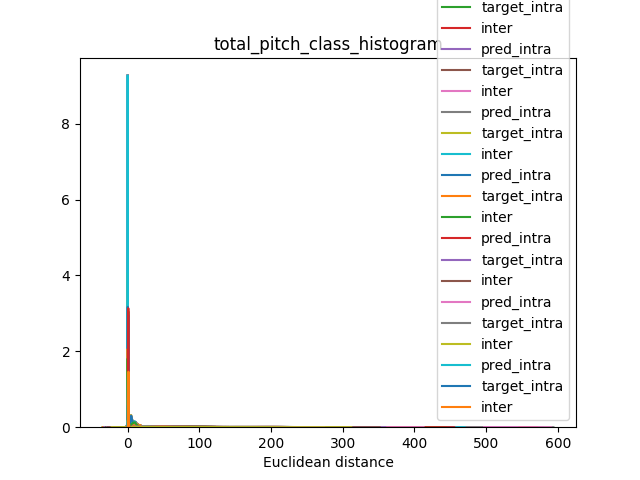 total_pitch_class_histogram
target_intra
inter
pred_intra
target_intra
inter
pred_intra
target_intra
inter
pred_intra
target_intra
inter
pred_intra
target_intra
inter
pred_intra
target_intra
inter
pred_intra
target_intra
inter
8
6
4
2
0
0
100
200
300
400
500
600
Euclidean distance